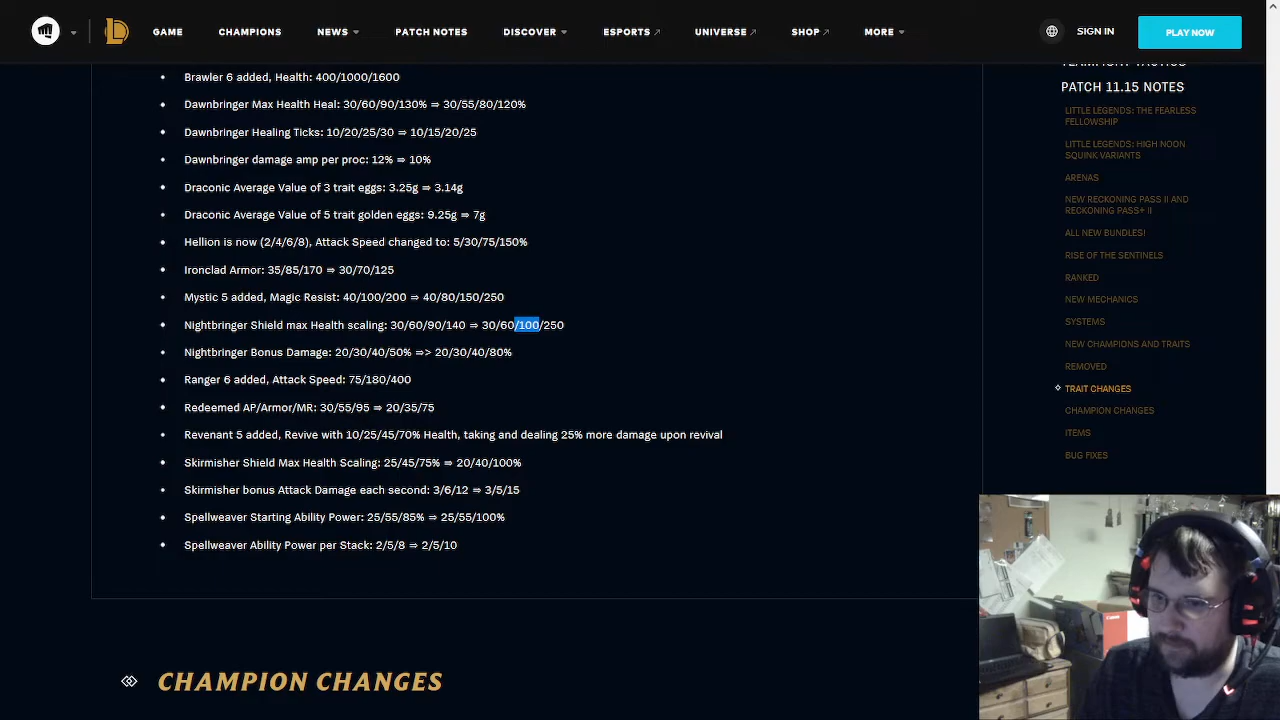 GAME CHAMPIONS NEWS PATCH NOTES DISCOVER ESPORTS UNIVERSE SHOP MORE SIGN IN PLAY NOW
Brawler 6 added, Health: 400/1000/1600
Dawnbringer Max Health Heal: 30/60/90/130% ⇒ 30/55/80/120%
Dawnbringer Healing Ticks: 10/20/25/30 ⇒ 10/15/20/25
Dawnbringer damage amp per proc: 12% ⇒ 10%
Draconic Average Value of 3 trait eggs: 3.25g ⇒ 3.14g
Draconic Average Value of 5 trait golden eggs: 8.25g ⇒ 7g
Hellion is now (2/4/6/8), Attack Speed changed to: 5/30/75/150%
Ironclad Armor: 35/85/170 ⇒ 30/70/125
Mystic 5 added, Magic Resist: 40/100/200 ⇒ 40/80/150/250
Nightbringer Shield max Health scaling: 30/60/90/140 ⇒ 30/60/100/250
Nightbringer Bonus Damage: 20/30/40/50% =>> 20/30/40/80%
Ranger 6 added, Attack Speed: 75/180/400
Redeemed AP/Armor/MR: 30/55/95 ⇒ 20/35/75
Revenant 5 added, Revive with 10/25/45/70% Health, taking and dealing 25% more damage upon revival
Skirmisher Shield Max Health Scaling: 25/45/75% ⇒ 20/40/100%
Skirmisher bonus Attack Damage each second: 3/6/12 ⇒ 3/5/15
Spellweaver Starting Ability Power: 25/55/85% ⇒ 25/55/100%
Spellweaver Ability Power per Stack: 2/5/8 ⇒ 2/5/10
CHAMPION CHANGES
TEAMFIGHT TACTICS
PATCH 11.15 NOTES
LITTLE LEGENDS: THE FEARLESS
FELLOWSHIP
LITTLE LEGENDS: HIGH NOON
SQUINK VARIANTS
ARENAS
NEW RECKONING PASS II AND
RECKONING PASS+ II
ALL NEW BUNDLES!
RISE OF THE SENTINELS
RANKED
NEW MECHANICS
SYSTEMS
NEW CHAMPIONS AND TRAITS
REMOVED
TRAIT CHANGES
CHAMPION CHANGES
ITEMS
BUG FIXES